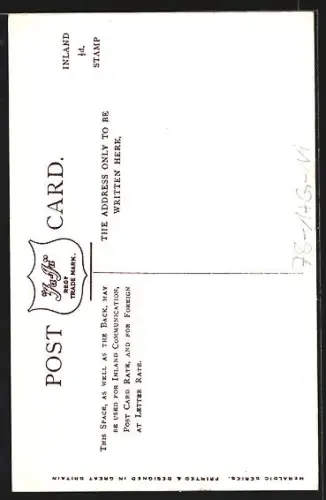 POST CARD.
REGD
TRADE MARK.
INLAND
½d.
STAMP
THIS SPACE, AS WELL AS THE BACK, MAY
BE USED FOR INLAND COMMUNICATION,
POST CARD RATE, AND FOR FOREIGN
AT LETTER RATE.
THE ADDRESS ONLY TO BE
WRITTEN HERE.
HERALDIC SERIES. PRINTED & DESIGNED IN GREAT BRITAIN